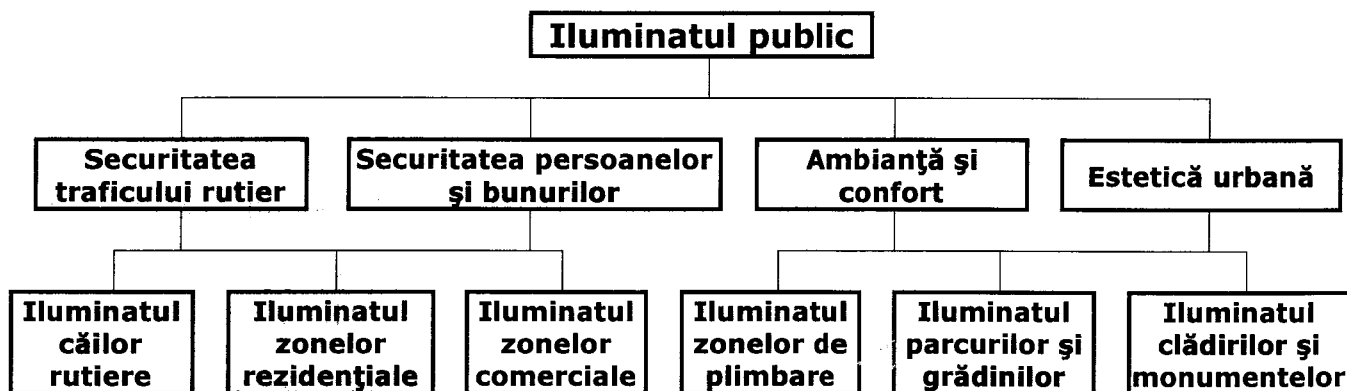 Iluminatul public
Securitatea
traficului rutier
Securitatea persoanelor
şi bunurilor
Ambianţă şi
confort
Estetică urbană
Iluminatul
căilor
rutiere
Iluminatul
zonelor
rezidenţiale
Iluminatul
zonelor
comerciale
Iluminatul
zonelor de
plimbare
Iluminatul
parcurilor şi
grădinilor
Iluminatul
clădirilor şi
monumentelor